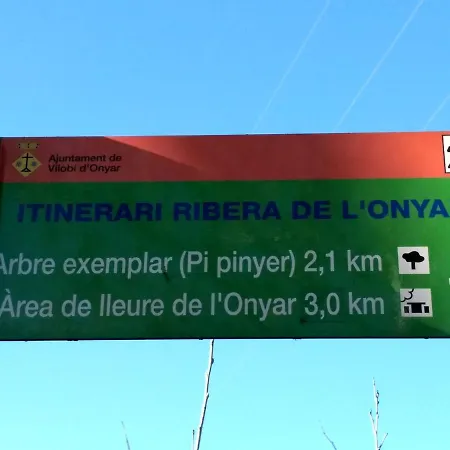 Ajuntament de
Vilobí d'Onyar
ITINERARI RIBERA DE L'ONYA
Arbre exemplar (Pi pinyer) 2,1 km
Àrea de lleure de l'Onyar 3,0 km